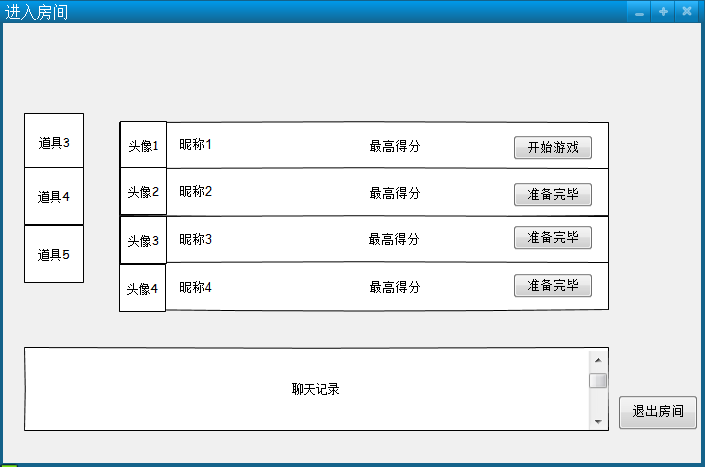 进入房间
道具3
道具4
道具5
头像1 昵称1 最高得分 开始游戏
头像2 昵称2 最高得分 准备完毕
头像3 昵称3 最高得分 准备完毕
头像4 昵称4 最高得分 准备完毕
聊天记录
退出房间